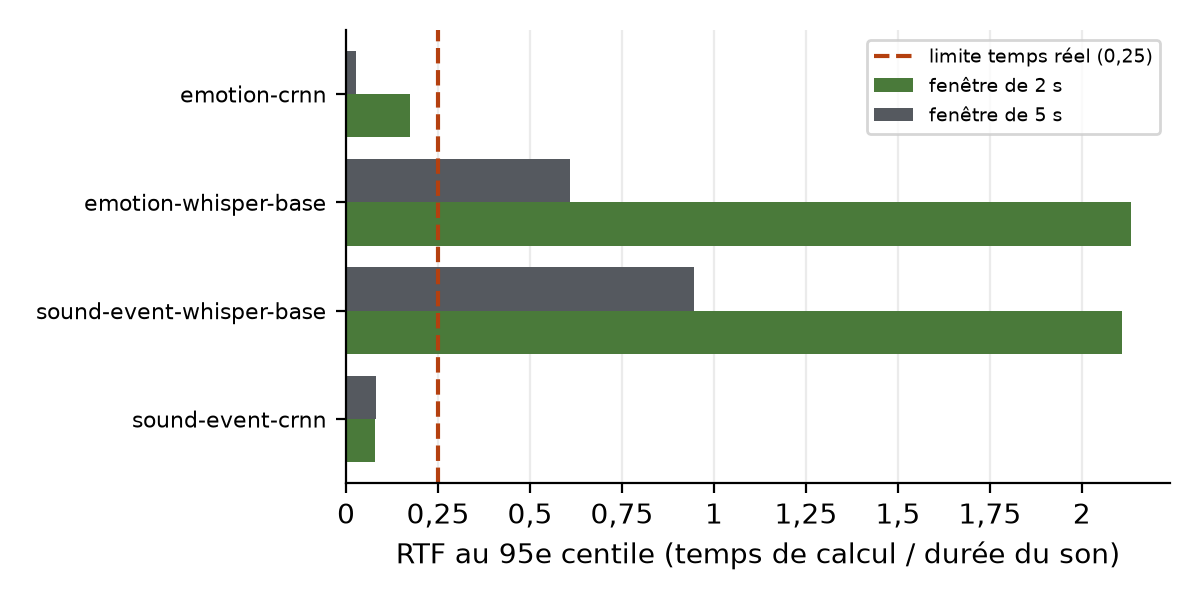 limite temps réel (0,25)
fenêtre de 2 s
fenêtre de 5 s
emotion-crnn
emotion-whisper-base
sound-event-whisper-base
sound-event-crnn
0 0,25 0,5 0,75 1 1,25 1,5 1,75 2
RTF au 95e centile (temps de calcul / durée du son)